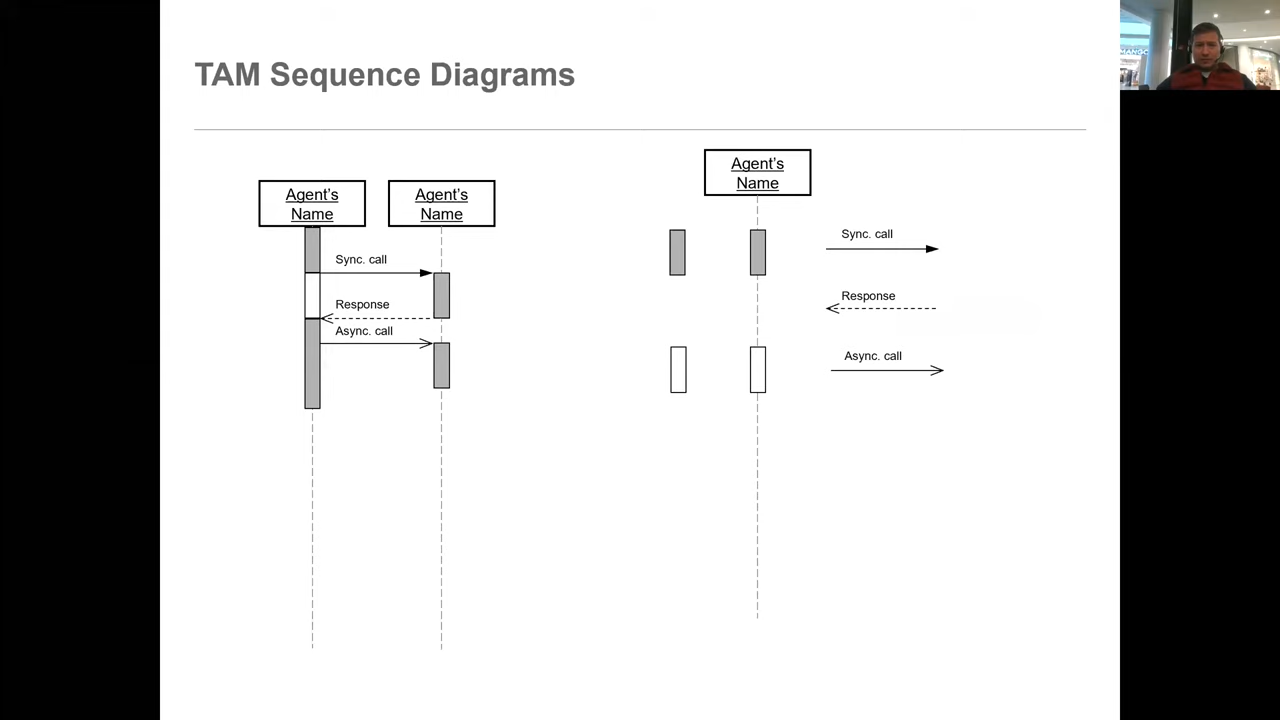 TAM Sequence Diagrams
Agent's
Name
Agent's
Name
Sync. call
Response
Async. call
Agent's
Name
Sync. call
Response
Async. call